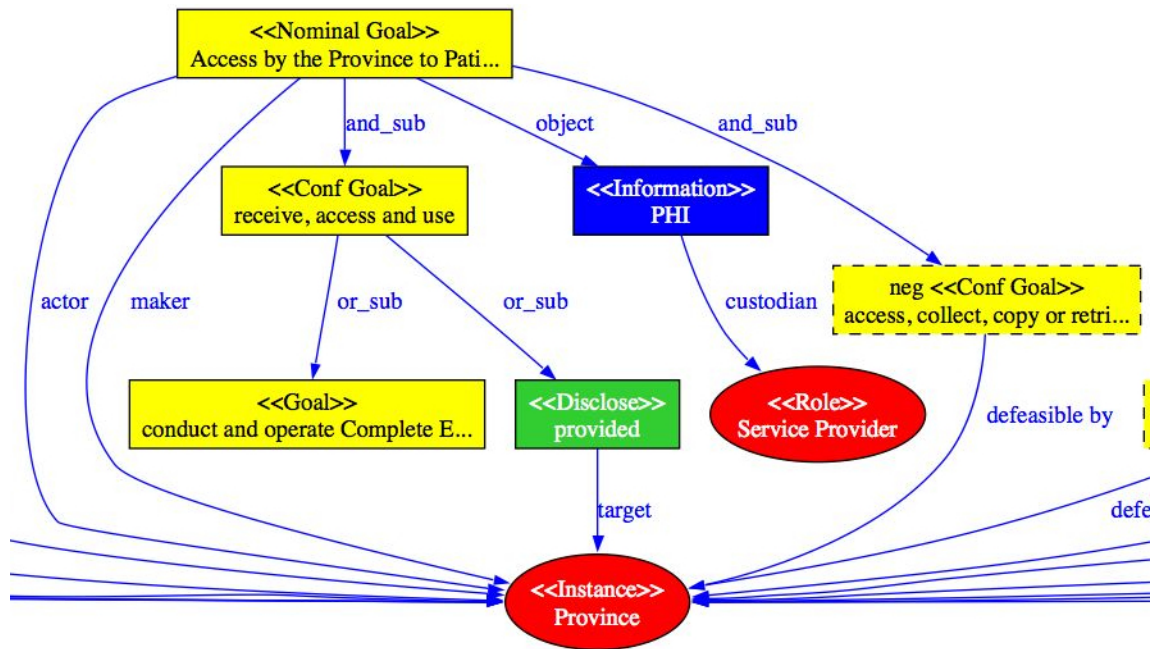 <<Nominal Goal>>
Access by the Province to Pati...
and_sub
object
and_sub
<<Conf Goal>>
receive, access and use
<<Information>>
PHI
neg <<Conf Goal>>
access, collect, copy or retri...
actor
maker
or_sub
or_sub
custodian
<<Goal>>
conduct and operate Complete E...
<<Disclose>>
provided
<<Role>>
Service Provider
defeasible by
target
defe
<<Instance>>
Province